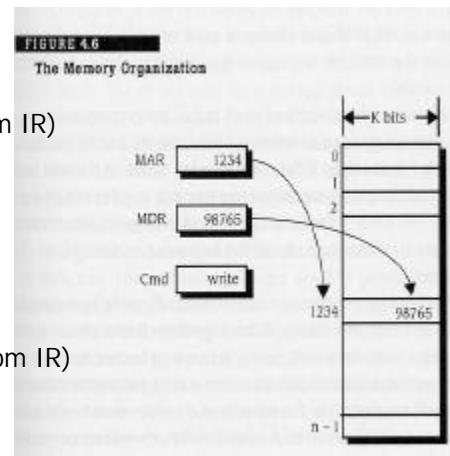 FIGURE 4.6
The Memory Organization
m IR)
K bits
MAR 1234
0
1
2
MDR 98765
Cmd write
1234 98765
om IR)
n - 1